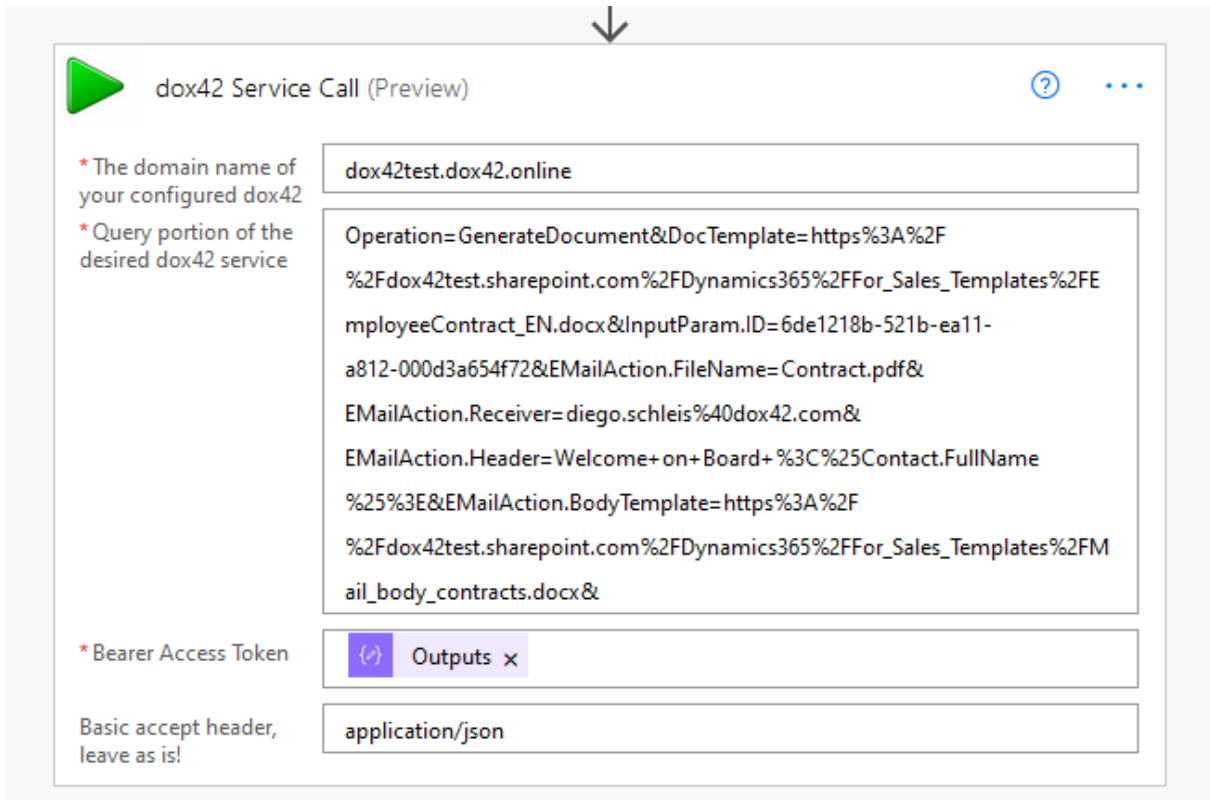 dox42 Service Call (Preview)
* The domain name of
your configured dox42
dox42test.dox42.online
* Query portion of the
desired dox42 service
Operation=GenerateDocument&DocTemplate=https%3A%2F
%2Fdox42test.sharepoint.com%2FDynamics365%2FFor_Sales_Templates%2FE
mployeeContract_EN.docx&InputParam.ID=6de1218b-521b-ea11-
a812-000d3a654f72&EMailAction.FileName=Contract.pdf&
EMailAction.Receiver=diego.schleis%40dox42.com&
EMailAction.Header=Welcome+on+Board+%3C%25Contact.FullName
%25%3E&EMailAction.BodyTemplate=https%3A%2F
%2Fdox42test.sharepoint.com%2FDynamics365%2FFor_Sales_Templates%2FM
ail_body_contracts.docx&
* Bearer Access Token
Outputs ×
Basic accept header,
leave as is!
application/json